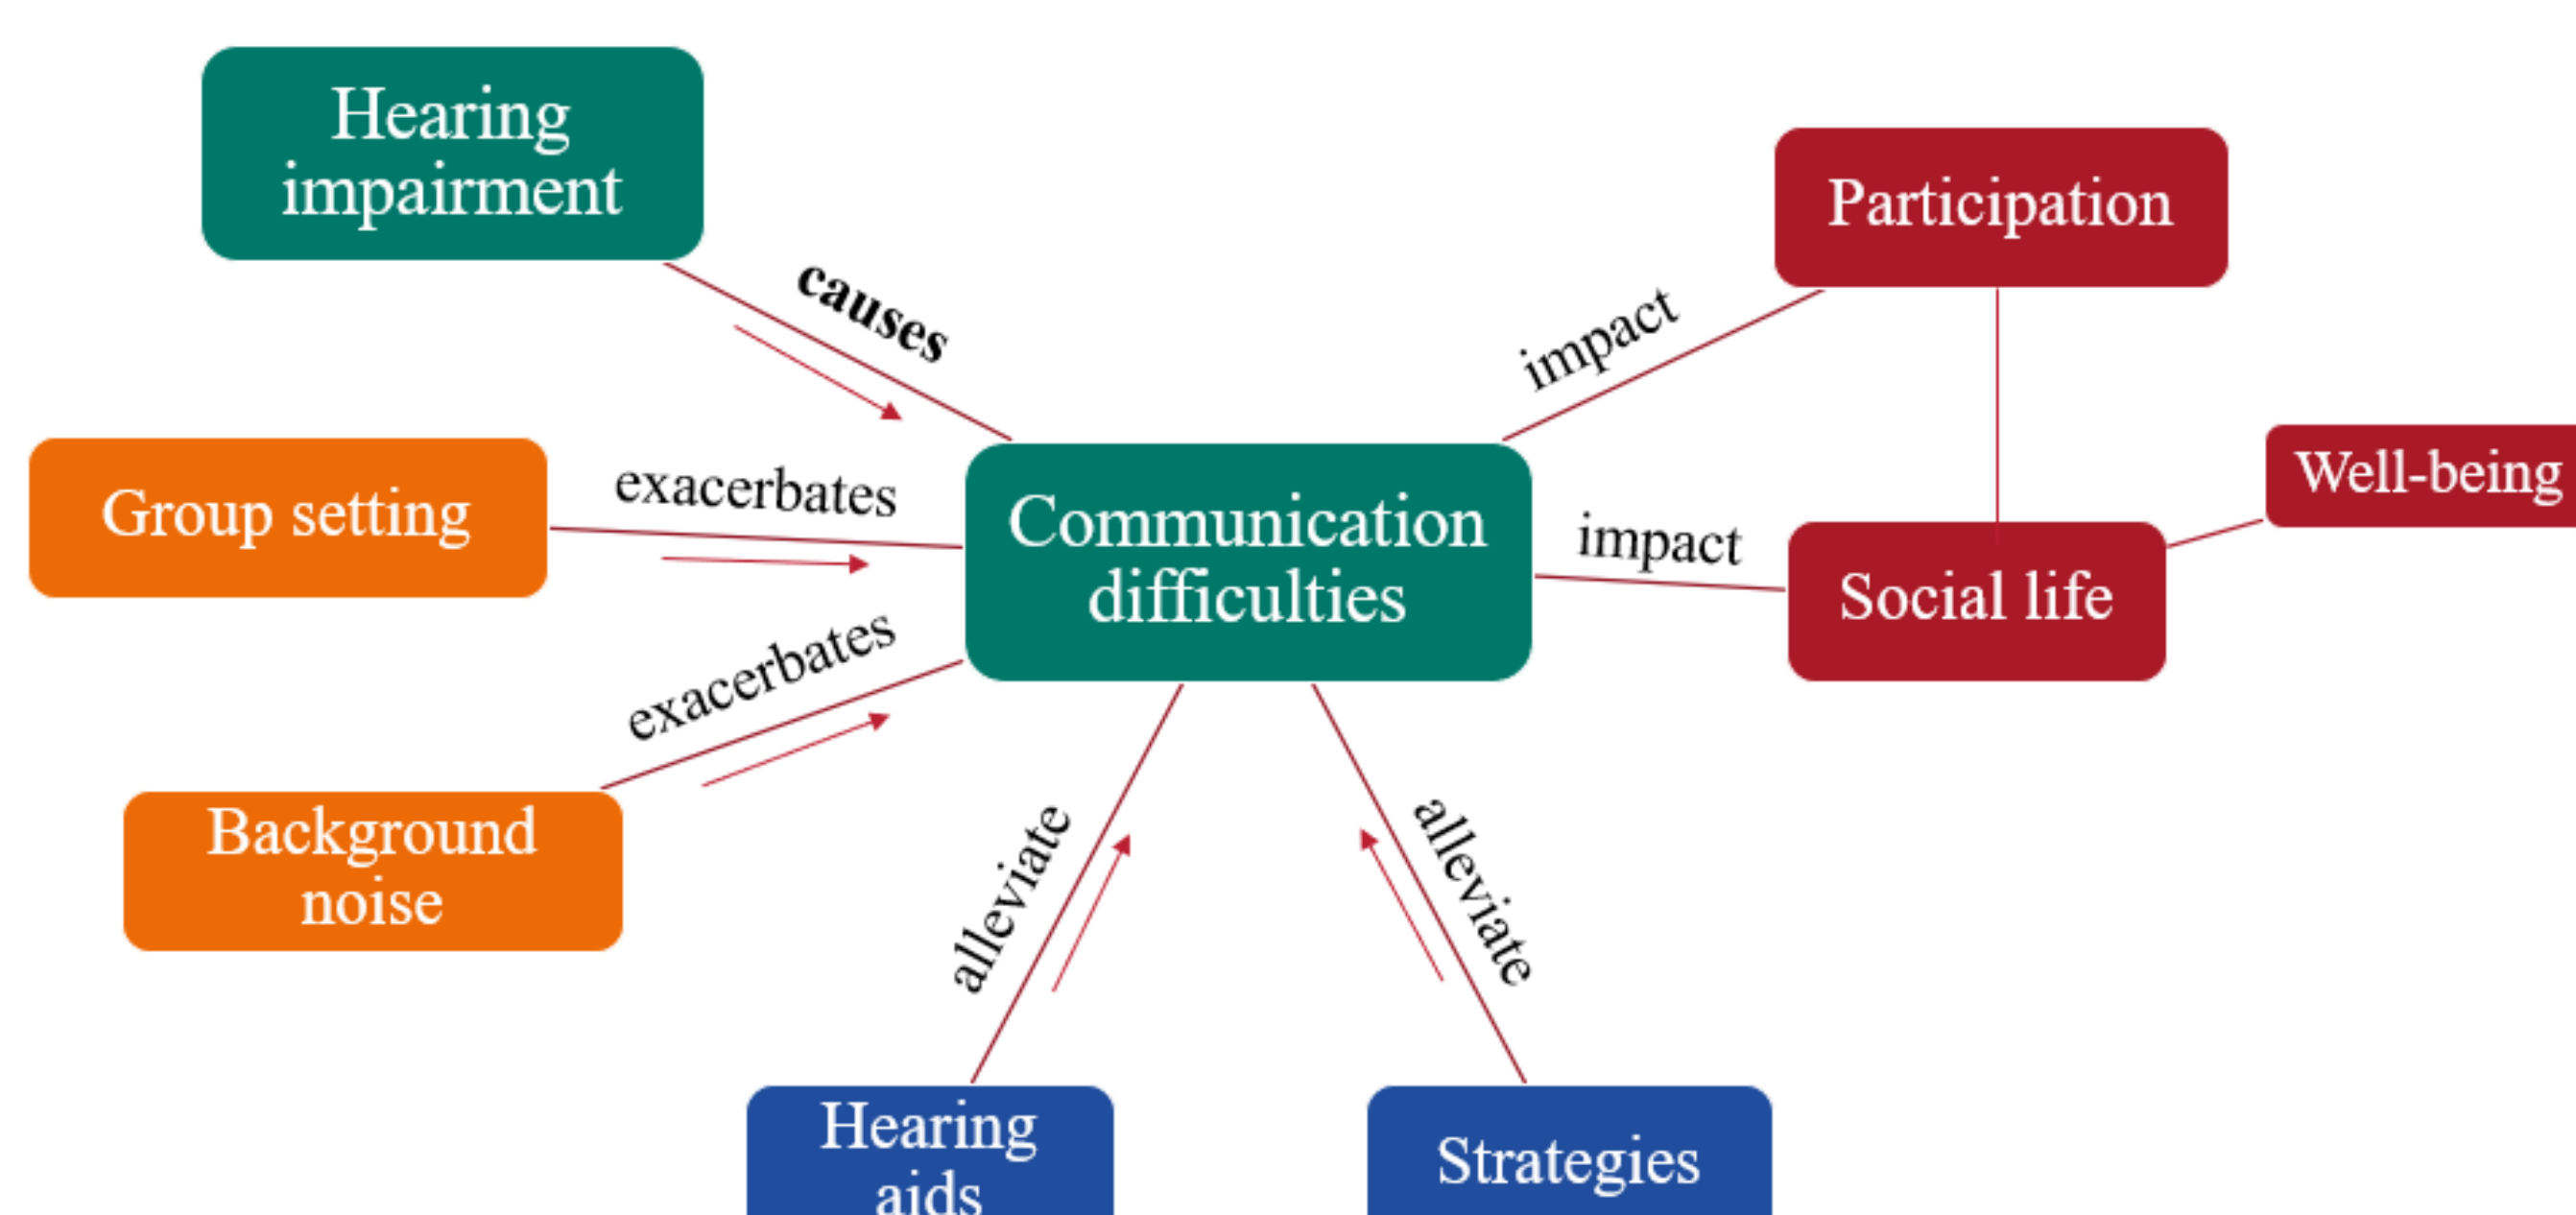 Hearing
impairment
causes
Participation
impact
Group setting
exacerbates
Communication
difficulties
impact
Social life
Well-being
exacerbates
Background
noise
alleviate
alleviate
Hearing
aids
Strategies